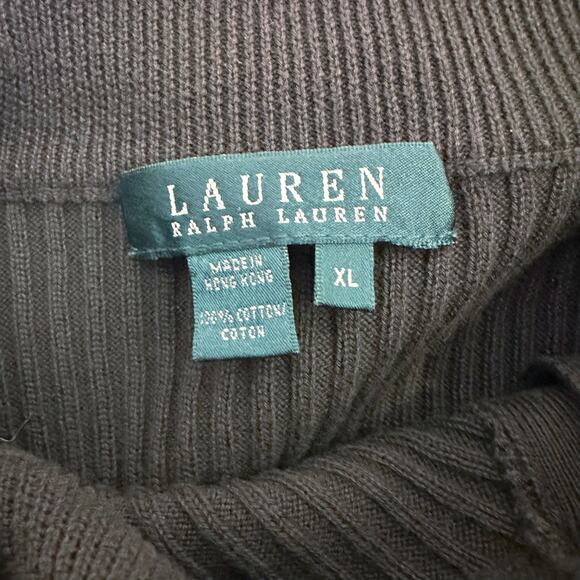 LAUREN
RALPH LAUREN
MADE IN
HONG KONG
100% COTTON/
COTON
XL